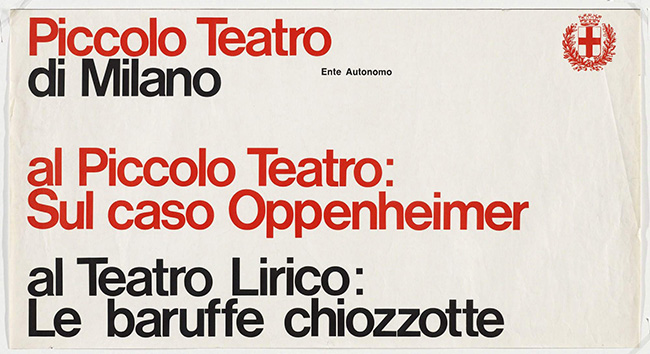 Piccolo Teatro
di Milano
Ente Autonomo
al Piccolo Teatro:
Sul caso Oppenheimer
al Teatro Lirico:
Le baruffe chiozzotte